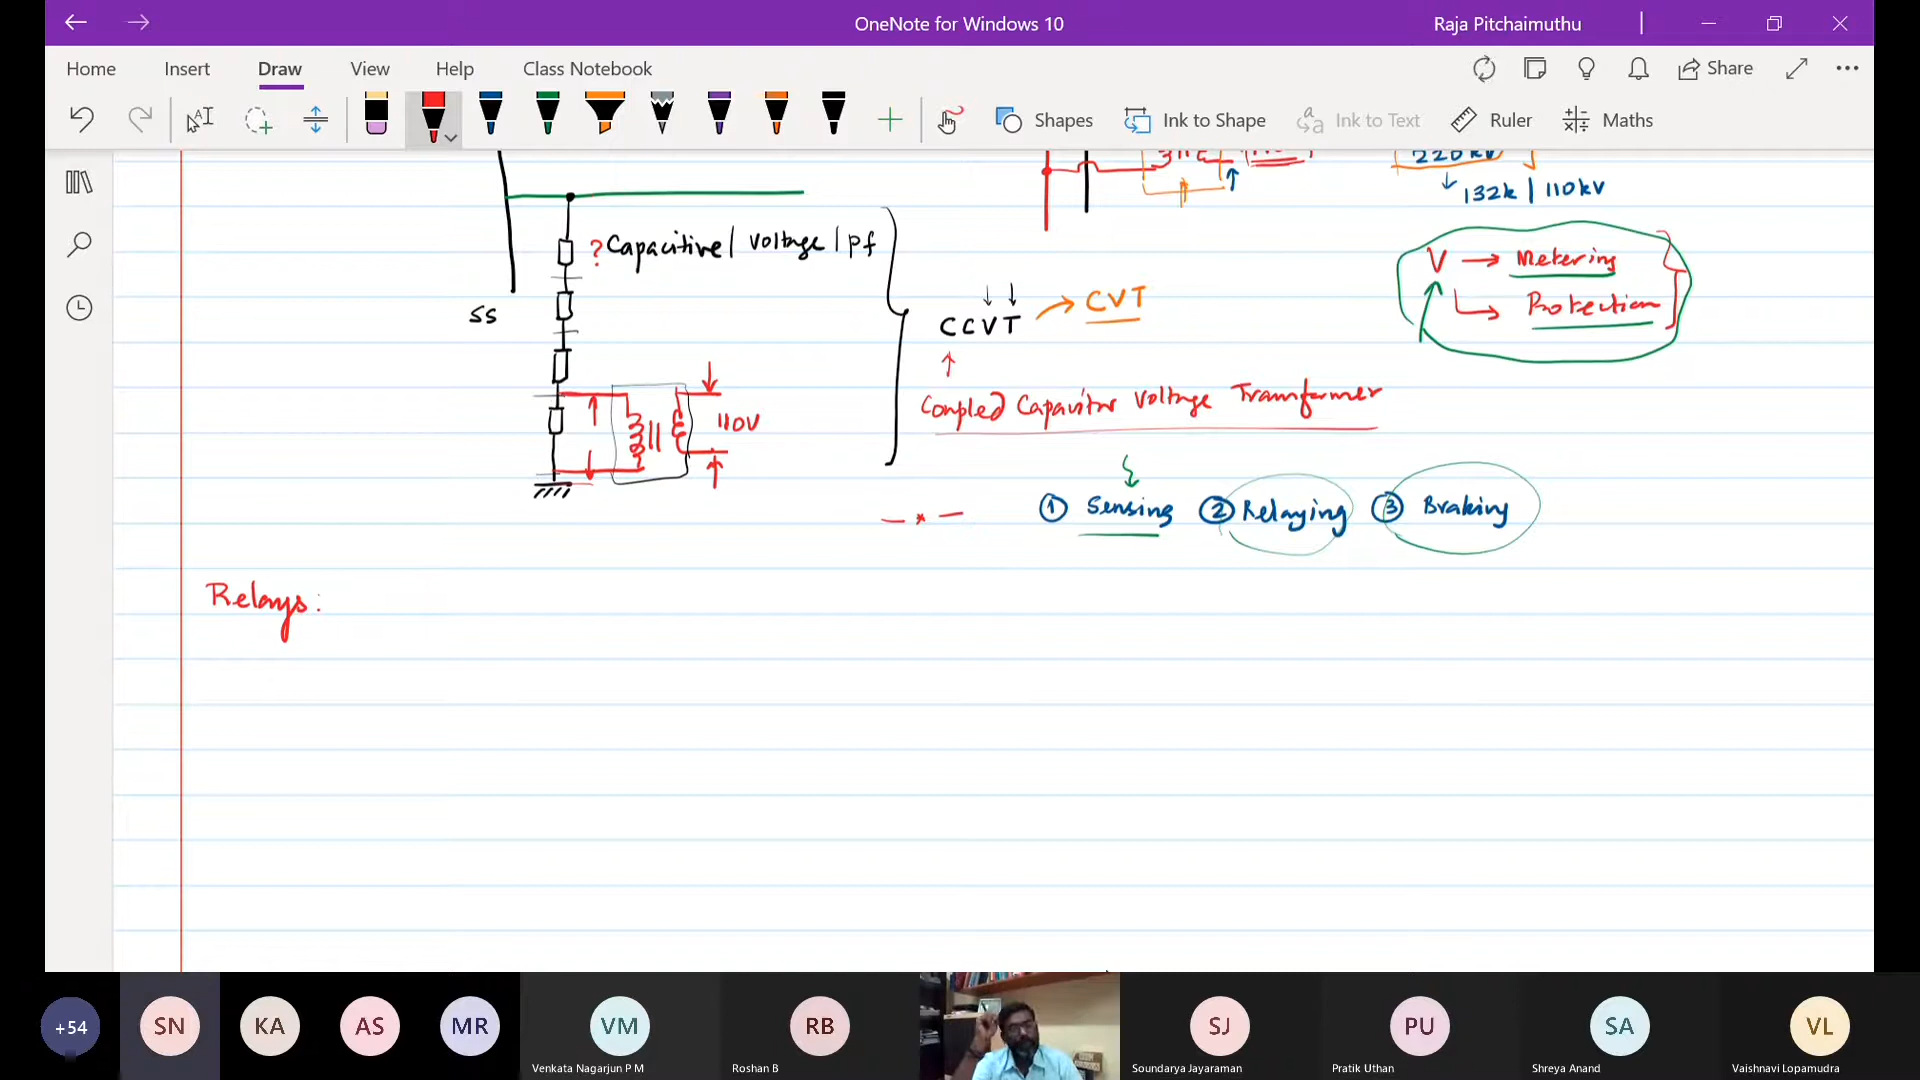 OneNote for Windows 10
Raja Pitchaimuthu
Home Insert Draw View Help Class Notebook
Share
Shapes Ink to Shape Ink to Text Ruler Maths
220kV
132k | 110kV
? Capacitive | Voltage | pf
SS
110V
CCVT → CVT
V → Metering
→ Protection
Coupled Capacitor Voltage Transformer
① Sensing ② Relaying ③ Braking
Relays:
+54 SN KA AS MR VM RB SJ PU SA VL
Venkata Nagarjun P M Roshan B Soundarya Jayaraman Pratik Uthan Shreya Anand Vaishnavi Lopamudra